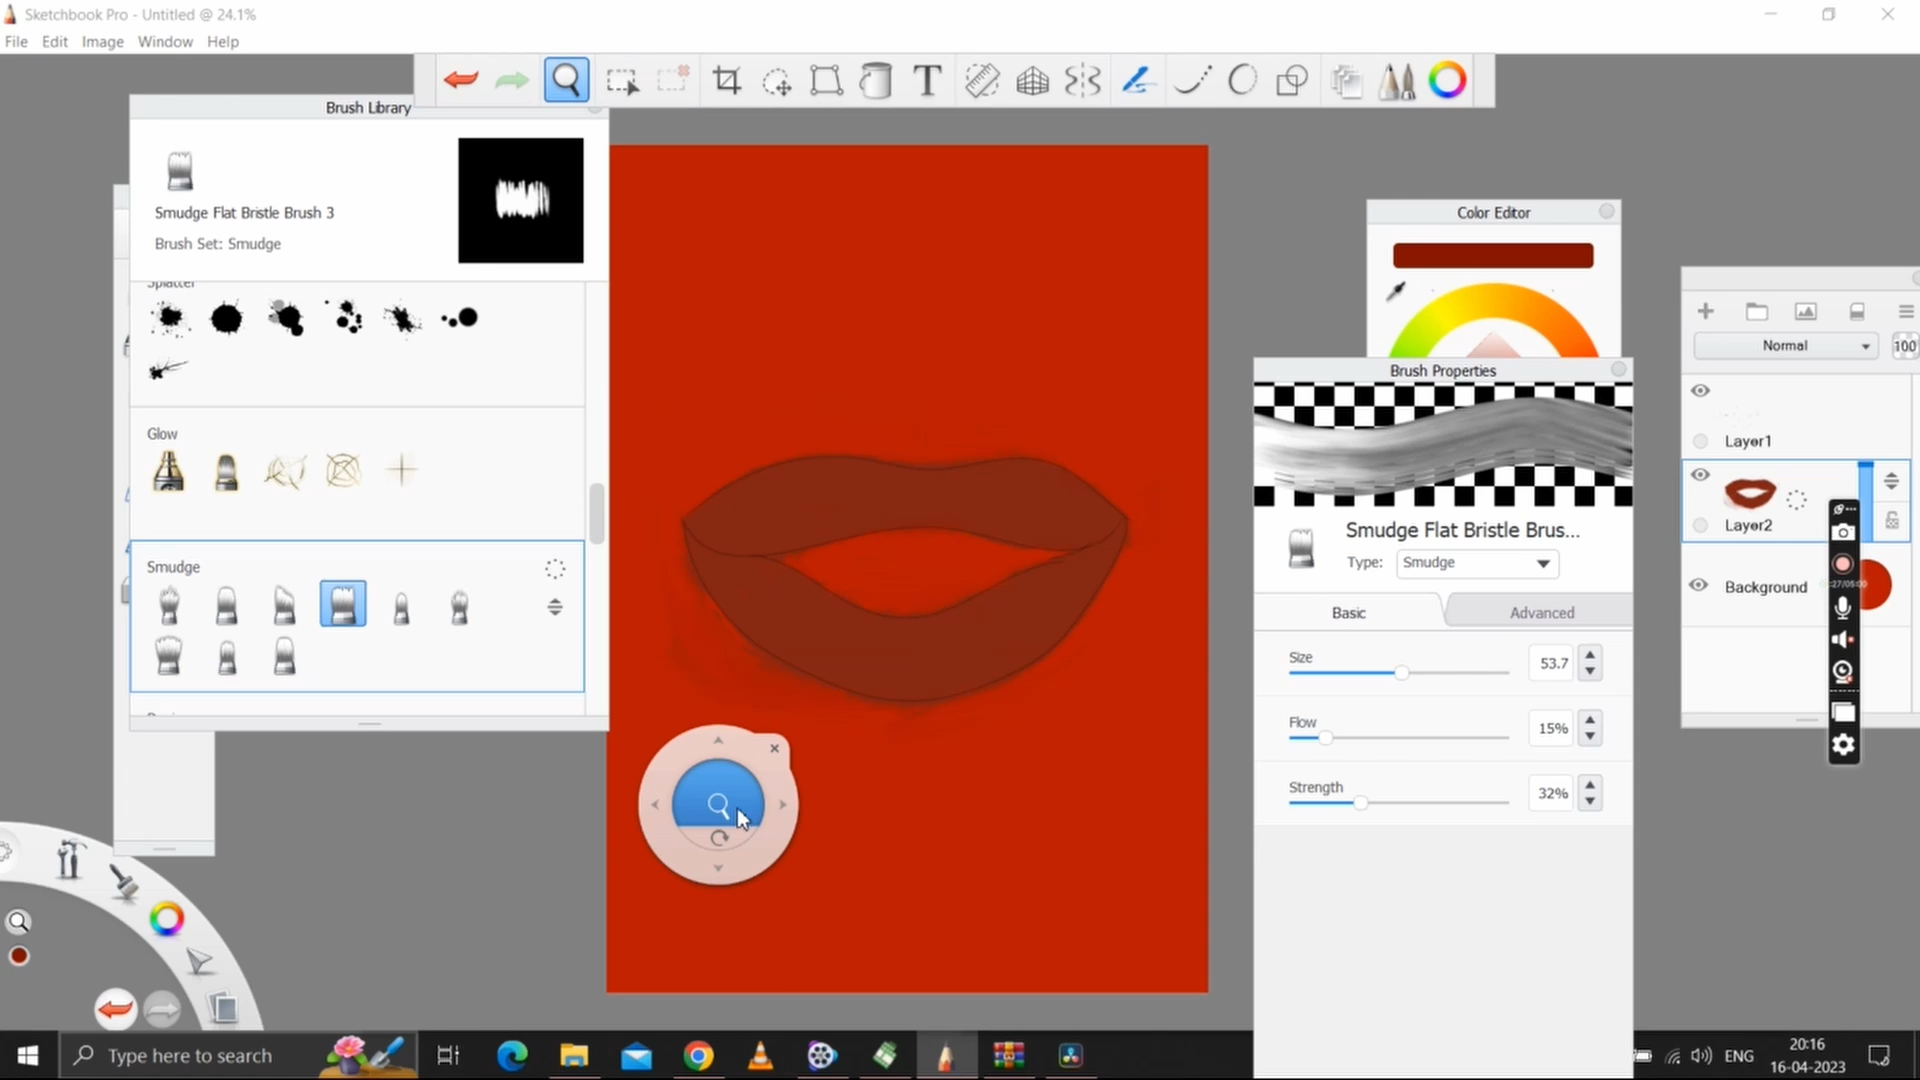 Sketchbook Pro - Untitled @ 24.1%
File Edit Image Window Help
T
Brush Library
Smudge Flat Bristle Brush 3
Brush Set: Smudge
Splatter
Glow
Smudge
Color Editor
Brush Properties
Smudge Flat Bristle Brus...
Type: Smudge
Basic Advanced
Size 53.7
Flow 15%
Strength 32%
Normal 100
Layer1
Layer2
Background
Type here to search
ENG
20:16
16-04-2023